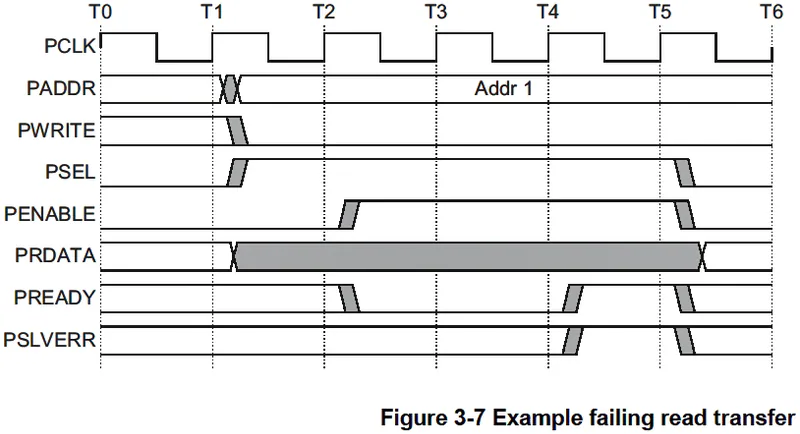 T0 T1 T2 T3 T4 T5 T6
PCLK
PADDR Addr 1
PWRITE
PSEL
PENABLE
PRDATA
PREADY
PSLVERR
Figure 3-7 Example failing read transfer